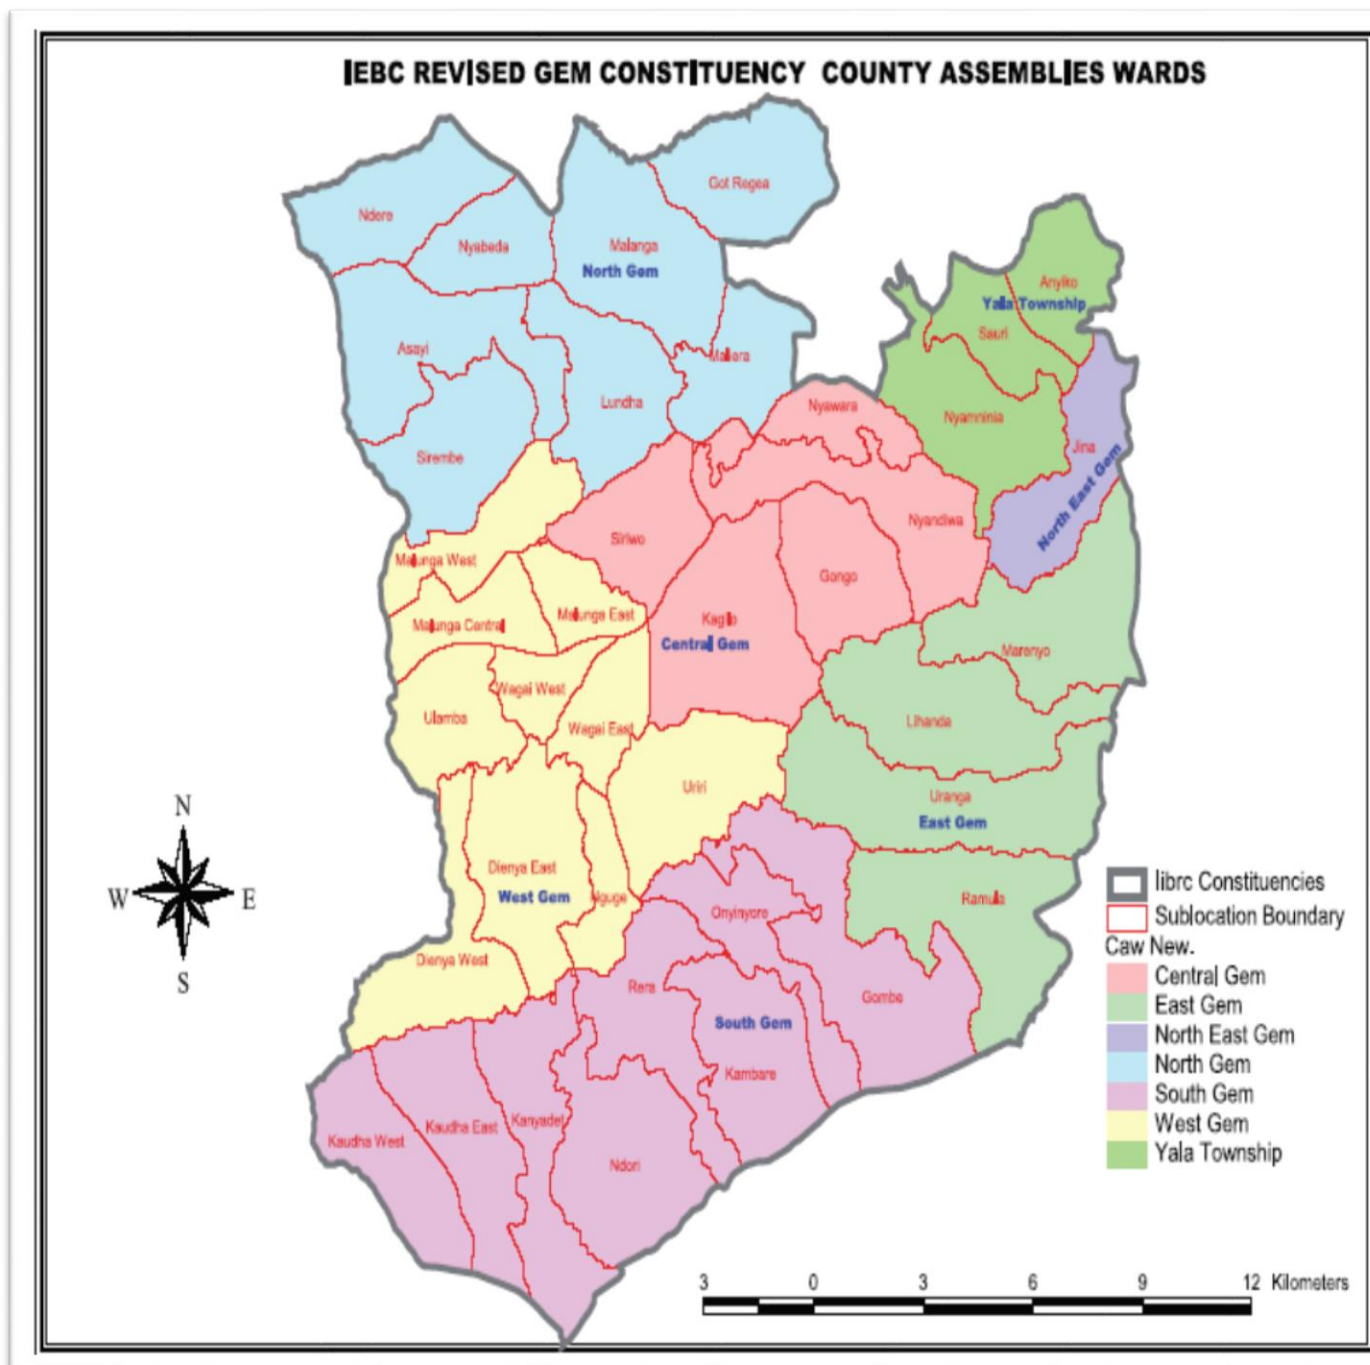 IEBC REVISED GEM CONSTITUENCY COUNTY ASSEMBLIES WARDS
Got Regea
Ndere
Nyabeda
Malanga
North Gem
Anyiko
Yala Township
Sauri
Asayi
Malera
Lundha
Nyawara
Nyamninia
Jina
Sirembe
North East Gem
Nyandiwa
Siriwo
Malunga West
Gongo
Malunga East
Kagilo
Malunga Central
Central Gem
Marenyo
Wagai West
Ulamba
Lihanda
Wagai East
Uriri
Uranga
East Gem
N
W
E
S
Dienya East
West Gem
Nguge
Ramula
Onyinyore
Dienya West
Rera
Gombe
South Gem
Kambare
Kanyadet
Kaudha East
Kaudha West
Ndori
librc Constituencies
Sublocation Boundary
Caw New.
Central Gem
East Gem
North East Gem
North Gem
South Gem
West Gem
Yala Township
3 0 3 6 9 12 Kilometers